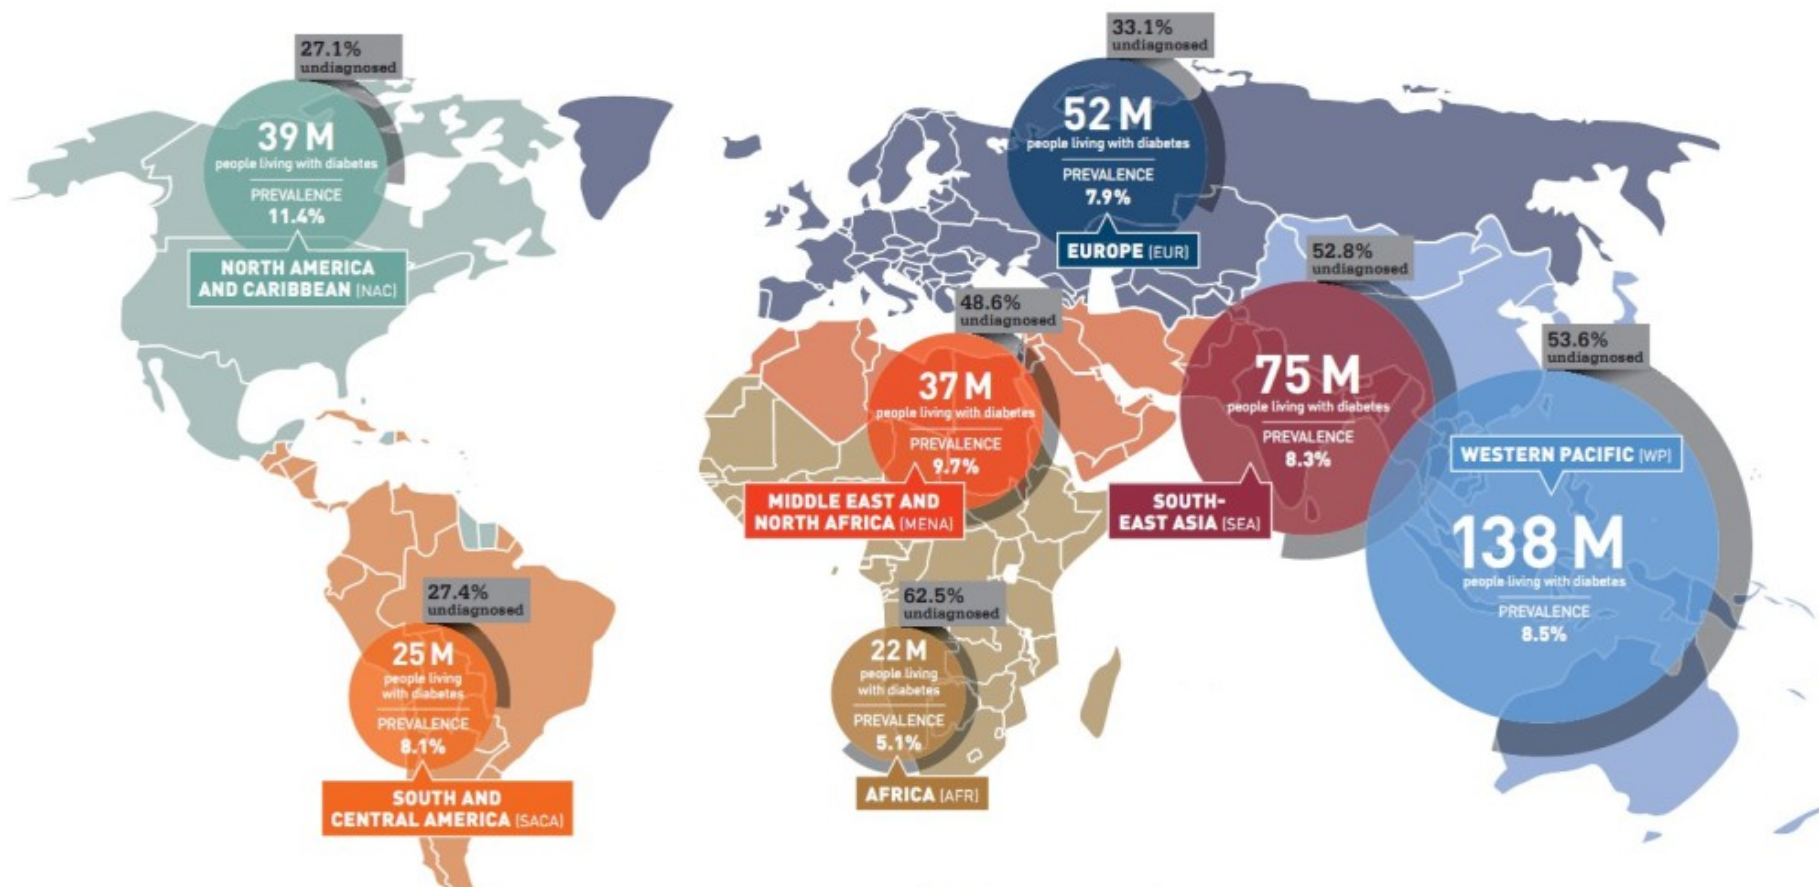 27.1%
undiagnosed
39 M
people living with diabetes
PREVALENCE
11.4%
NORTH AMERICA
AND CARIBBEAN (NAC)
33.1%
undiagnosed
52 M
people living with diabetes
PREVALENCE
7.9%
EUROPE (EUR)
48.6%
undiagnosed
37 M
people living with diabetes
PREVALENCE
9.7%
MIDDLE EAST AND
NORTH AFRICA (MENA)
52.8%
undiagnosed
75 M
people living with diabetes
PREVALENCE
8.3%
SOUTH-
EAST ASIA (SEA)
53.6%
undiagnosed
WESTERN PACIFIC (WP)
138 M
people living with diabetes
PREVALENCE
8.5%
27.4%
undiagnosed
25 M
people living
with diabetes
PREVALENCE
8.1%
SOUTH AND
CENTRAL AMERICA (SACA)
62.5%
undiagnosed
22 M
people living
with diabetes
PREVALENCE
5.1%
AFRICA (AFR)